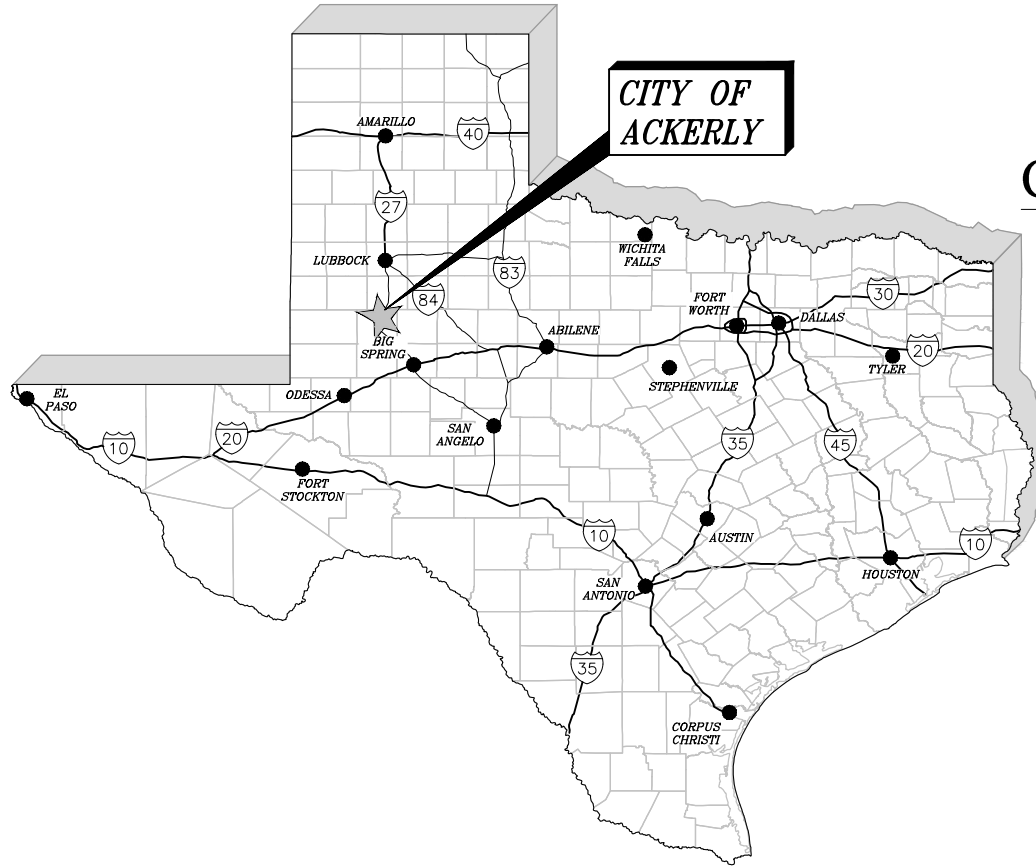 CITY OF
ACKERLY
AMARILLO
40
27
LUBBOCK
83
84
WICHITA
FALLS
FORT
WORTH
DALLAS
30
BIG
SPRING
ABILENE
20
TYLER
STEPHENVILLE
EL
PASO
ODESSA
SAN
ANGELO
10
20
35
45
FORT
STOCKTON
AUSTIN
10
10
HOUSTON
SAN
ANTONIO
35
CORPUS
CHRISTI